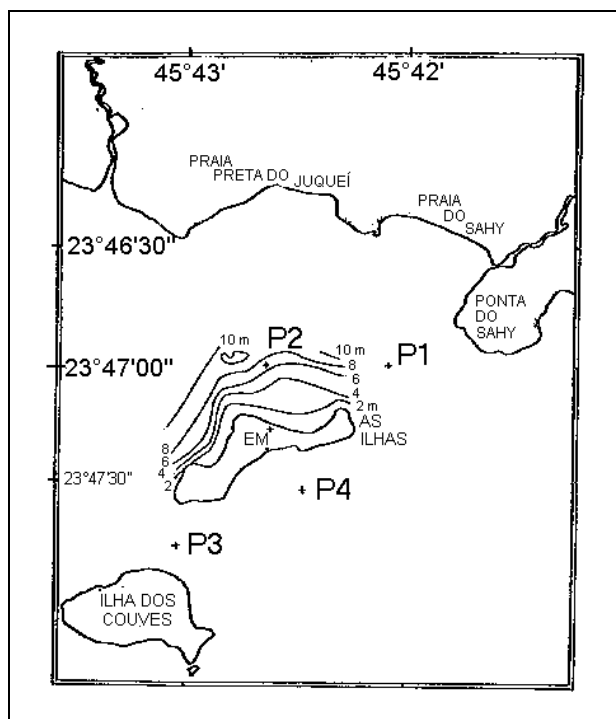 45°43' 45°42'
PRAIA
PRETA DO JUQUEÍ
PRAIA
DO
SAHY
23°46'30"
PONTA
DO
SAHY
10 m
P2
10 m
P1
23°47'00"
8
6
4
2 m
AS
ILHAS
EM
8
6
4
2
23°47'30"
P4
P3
ILHA DOS
COUVES